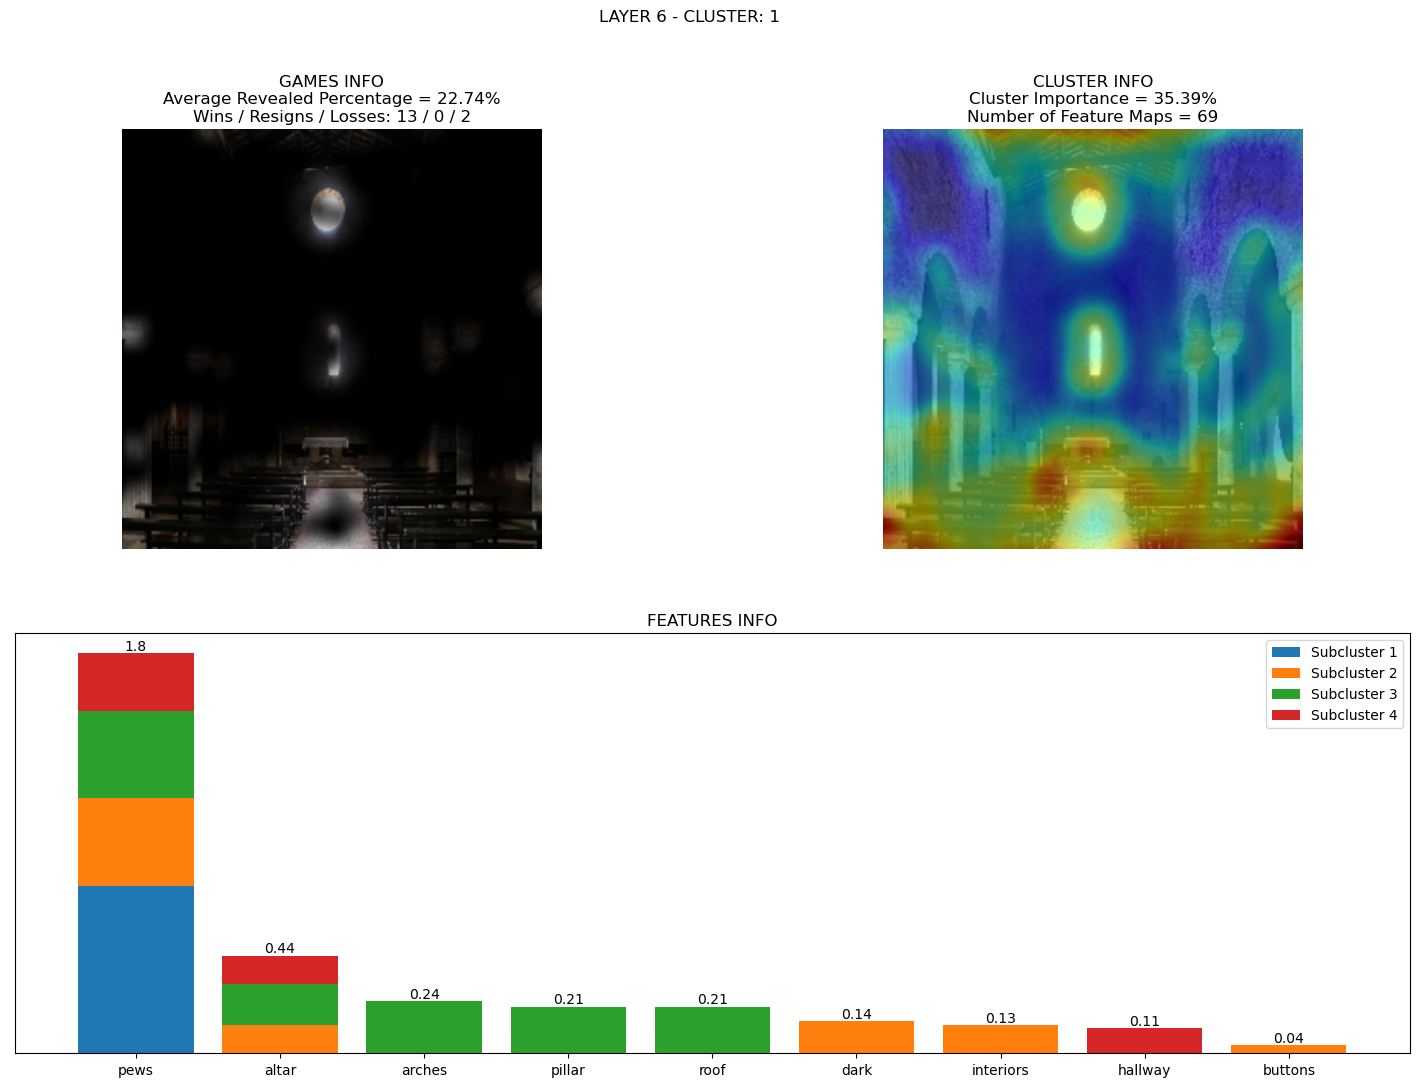 LAYER 6 - CLUSTER: 1
GAMES INFO
Average Revealed Percentage = 22.74%
Wins / Resigns / Losses: 13 / 0 / 2
CLUSTER INFO
Cluster Importance = 35.39%
Number of Feature Maps = 69
FEATURES INFO
1.8
0.44
0.24
0.21
0.21
0.14
0.13
0.11
0.04
Subcluster 1
Subcluster 2
Subcluster 3
Subcluster 4
pews
altar
arches
pillar
roof
dark
interiors
hallway
buttons